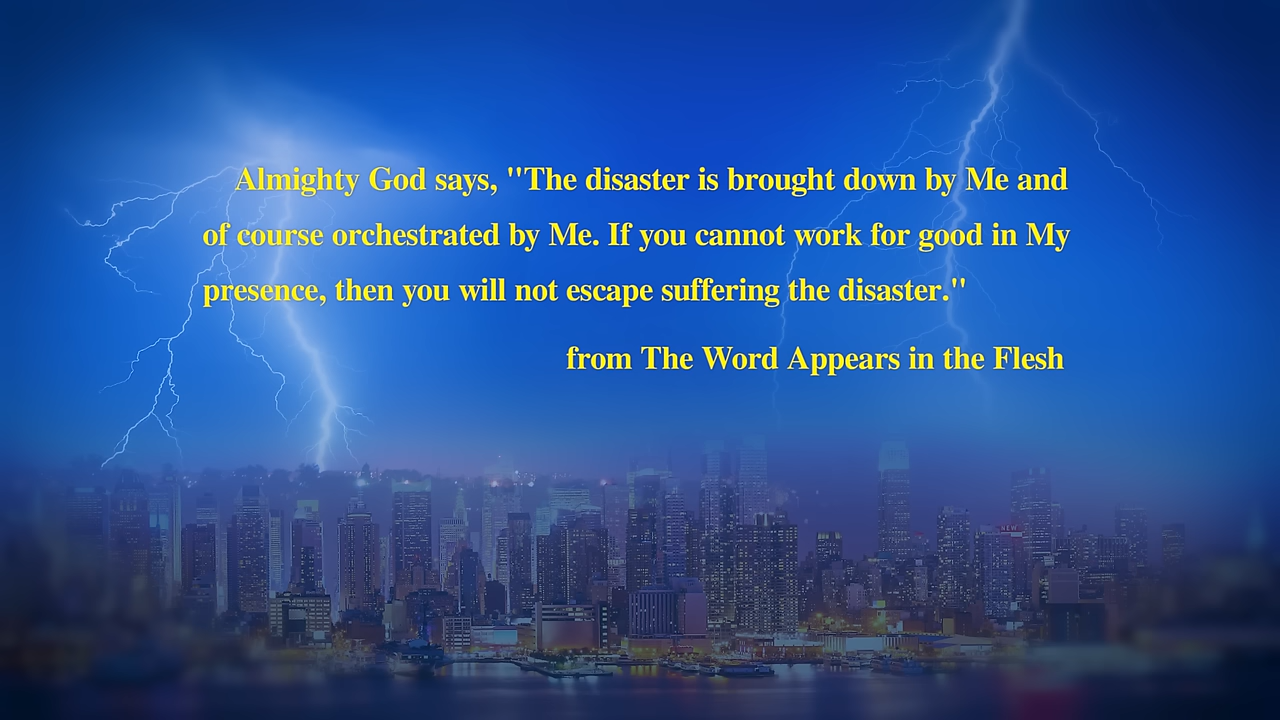 Almighty God says, "The disaster is brought down by Me and
of course orchestrated by Me. If you cannot work for good in My
presence, then you will not escape suffering the disaster."
from The Word Appears in the Flesh
NEW